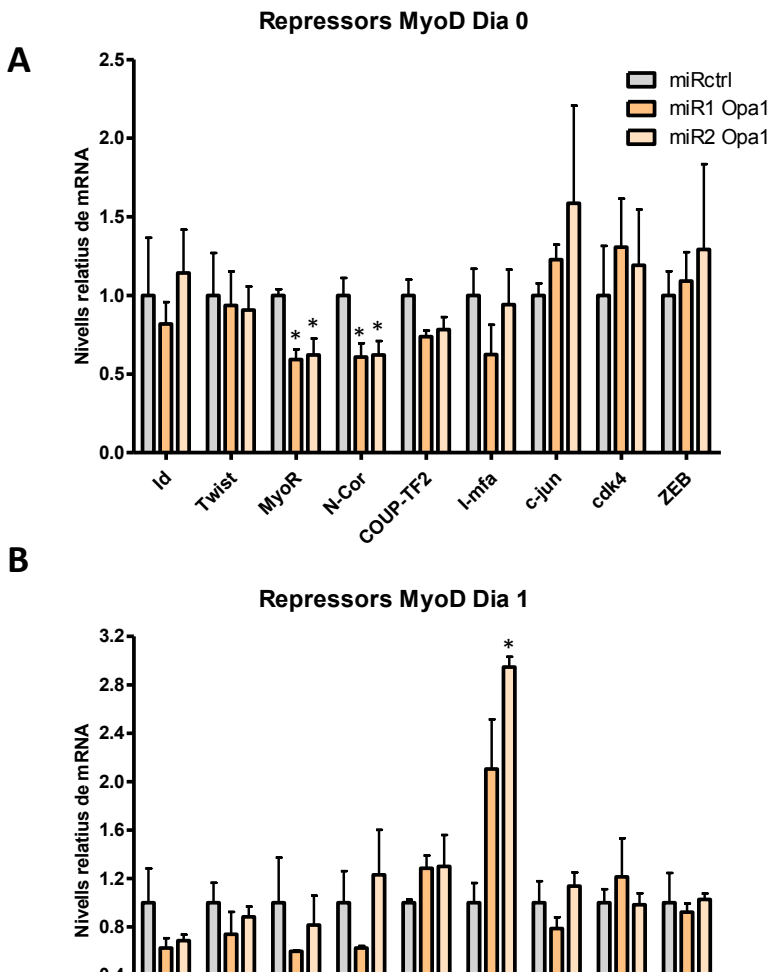 Repressors MyoD Dia 0
A
Nivells relatius de mRNA
2.5
2.0
1.5
1.0
0.5
0.0
miRctrl
miR1 Opa1
miR2 Opa1
* * * *
Id Twist MyoR N-Cor COUP-TF2 I-mfa c-jun cdk4 ZEB
B
Repressors MyoD Dia 1
Nivells relatius de mRNA
3.2
2.8
2.4
2.0
1.6
1.2
0.8
*